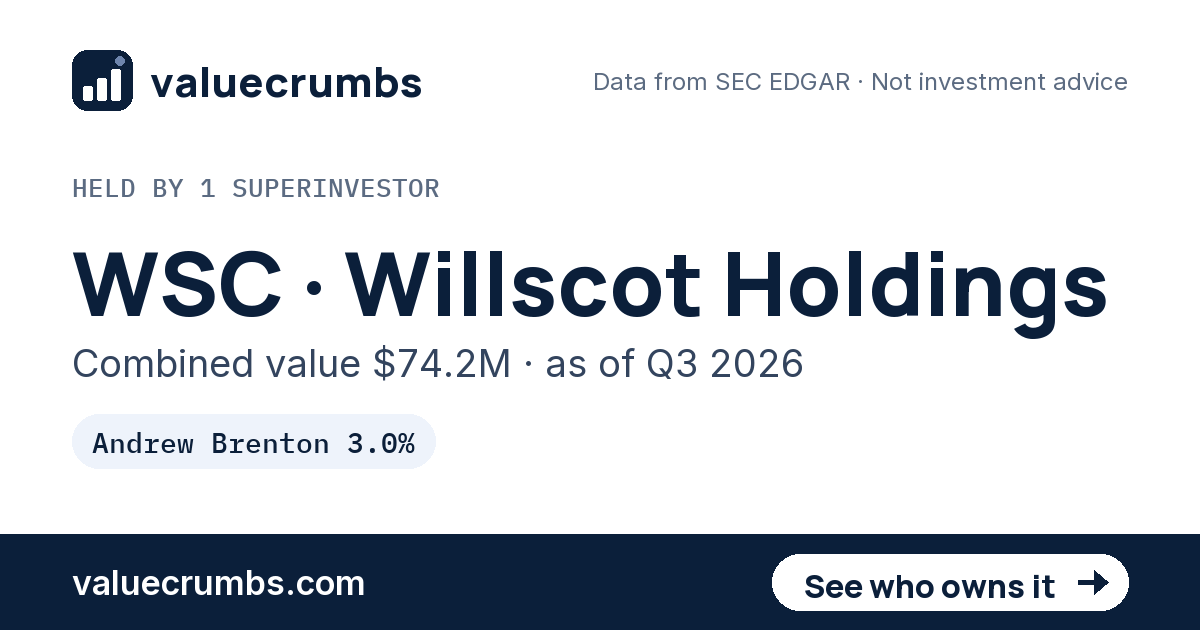 valuecrumbs
Data from SEC EDGAR · Not investment advice
HELD BY 1 SUPERINVESTOR
WSC · Willscot Holdings
Combined value $74.2M · as of Q3 2026
Andrew Brenton 3.0%
valuecrumbs.com
See who owns it →